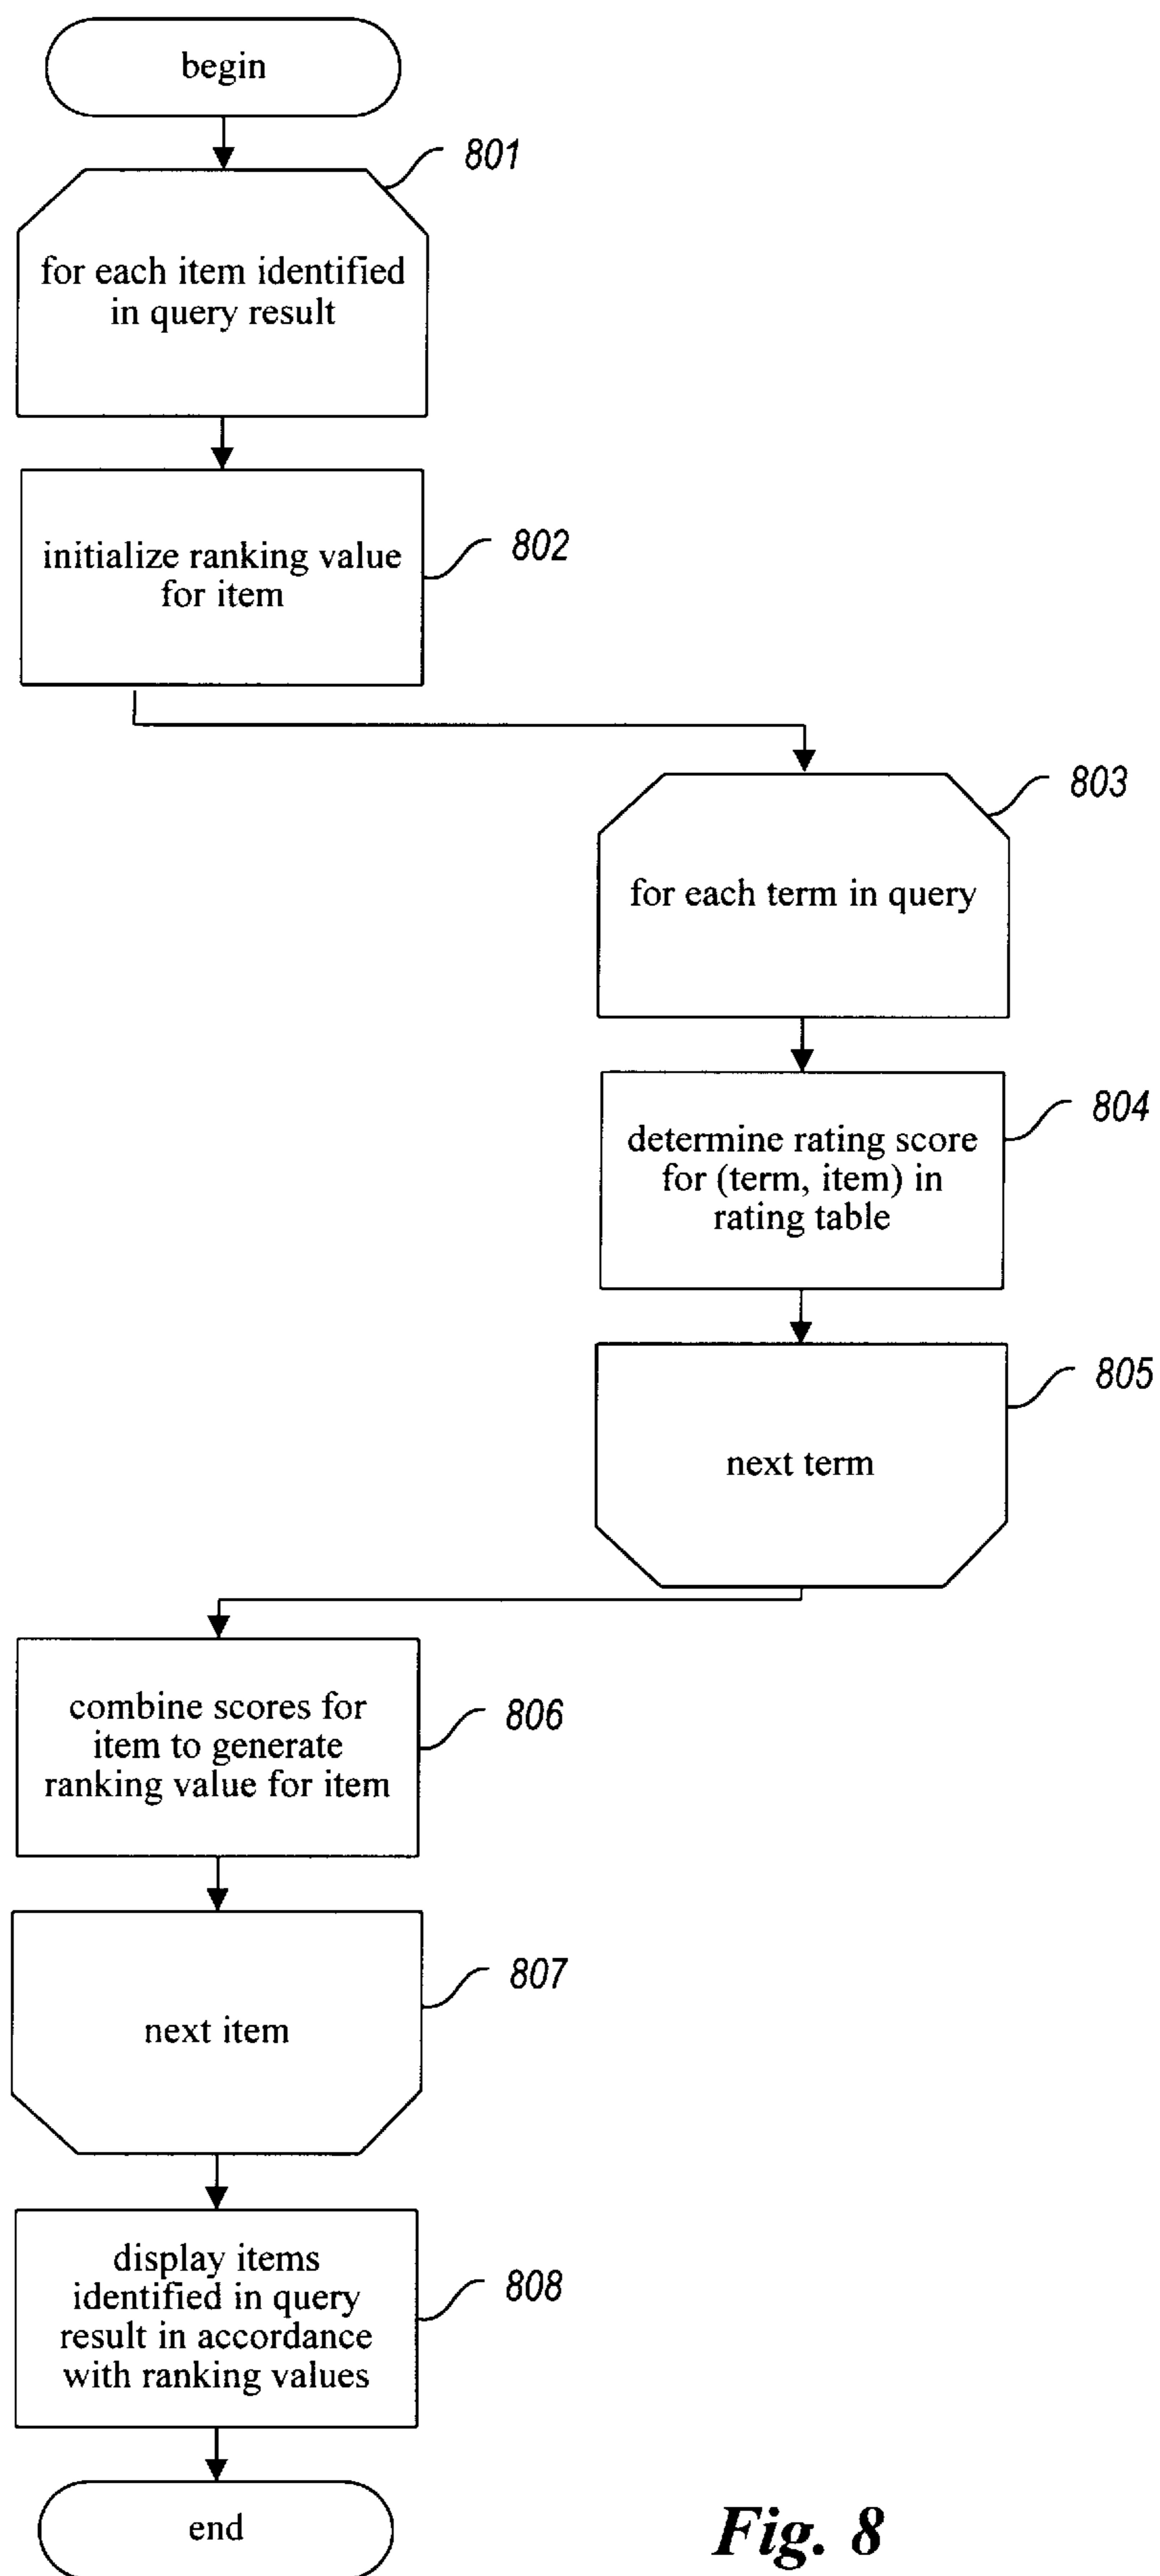 begin
801
for each item identified
in query result
802
initialize ranking value
for item
803
for each term in query
804
determine rating score
for (term, item) in
rating table
805
next term
806
combine scores for
item to generate
ranking value for item
807
next item
808
display items
identified in query
result in accordance
with ranking values
end
Fig. 8